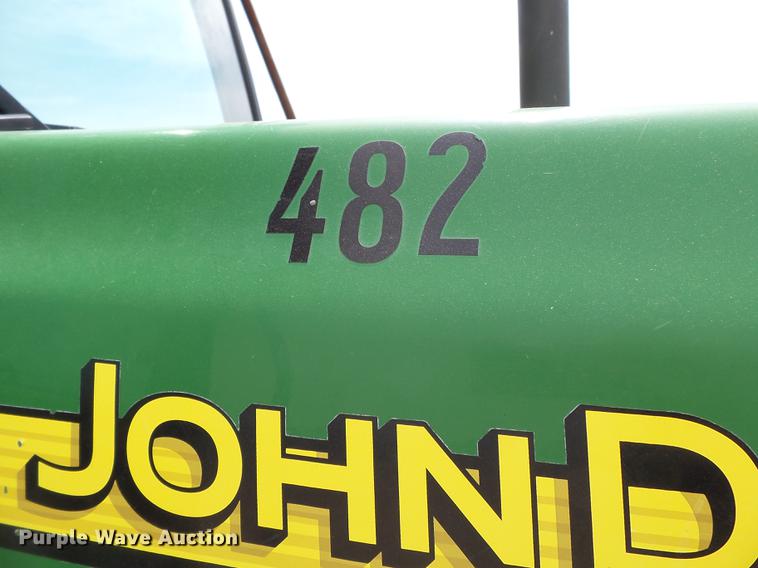 482
JOHN D
Purple Wave Auction